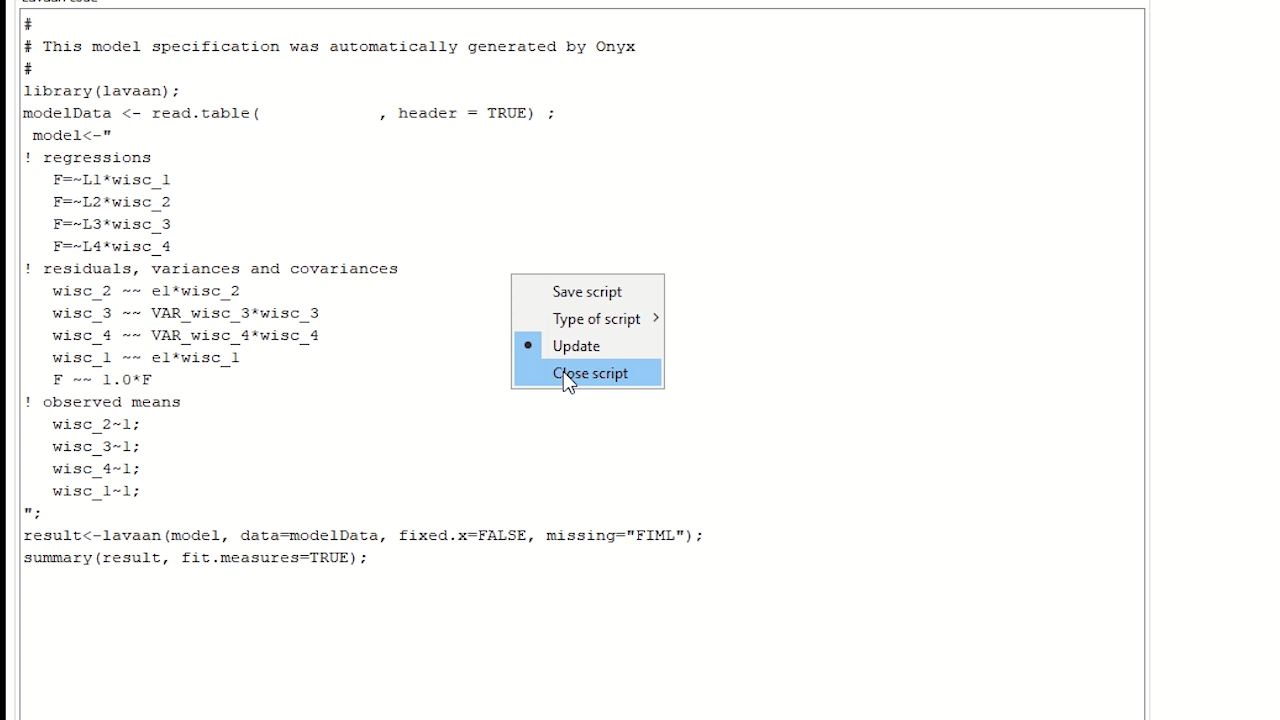 #
# This model specification was automatically generated by Onyx
#
library(lavaan);
modelData <- read.table( , header = TRUE) ;
model<-"
! regressions
F=~L1*wisc_1
F=~L2*wisc_2
F=~L3*wisc_3
F=~L4*wisc_4
! residuals, variances and covariances
wisc_2 ~~ e1*wisc_2
wisc_3 ~~ VAR_wisc_3*wisc_3
wisc_4 ~~ VAR_wisc_4*wisc_4
wisc_1 ~~ e1*wisc_1
F ~~ 1.0*F
! observed means
wisc_2~1;
wisc_3~1;
wisc_4~1;
wisc_1~1;
";
result<-lavaan(model, data=modelData, fixed.x=FALSE, missing="FIML");
summary(result, fit.measures=TRUE);
Save script
Type of script
Update
Close script